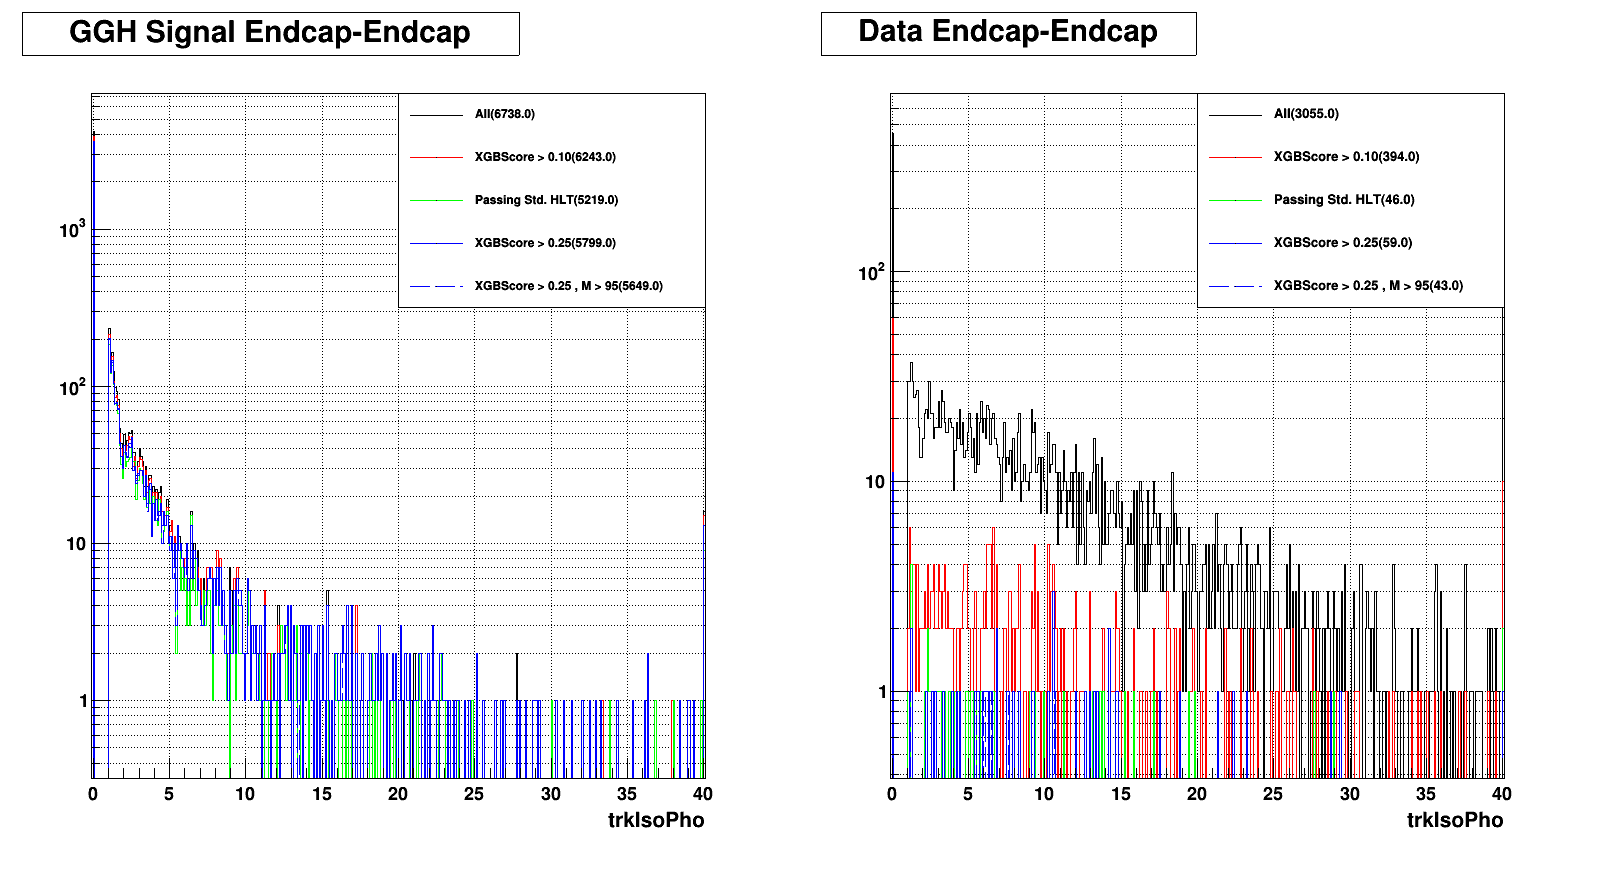 GGH Signal Endcap-Endcap
All(6738.0)
XGBScore > 0.10(6243.0)
Passing Std. HLT(5219.0)
XGBScore > 0.25(5799.0)
XGBScore > 0.25 , M > 95(5649.0)
10³
10²
10
1
0 5 10 15 20 25 30 35 40
trkIsoPho
Data Endcap-Endcap
All(3055.0)
XGBScore > 0.10(394.0)
Passing Std. HLT(46.0)
XGBScore > 0.25(59.0)
XGBScore > 0.25 , M > 95(43.0)
10²
10
1
0 5 10 15 20 25 30 35 40
trkIsoPho